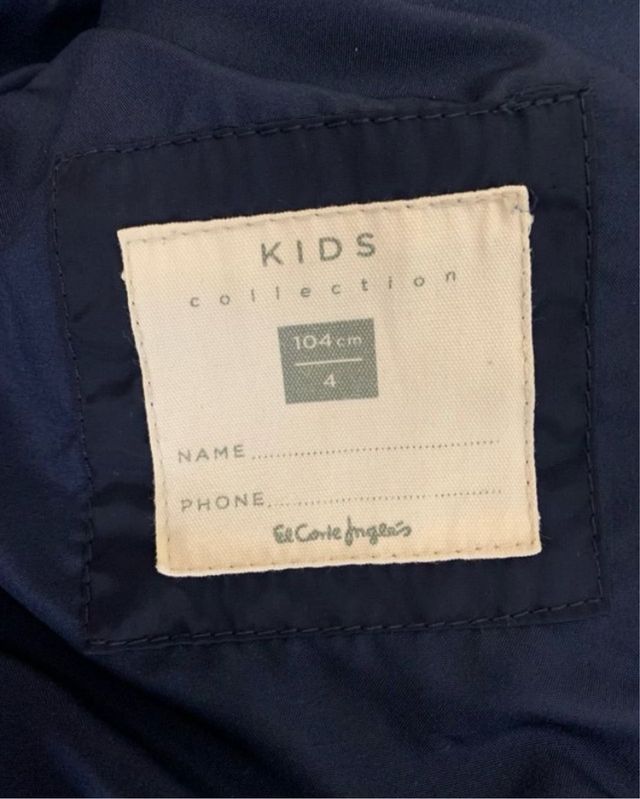 KIDS
collection
104 cm
4
NAME
PHONE
El Corte Inglés